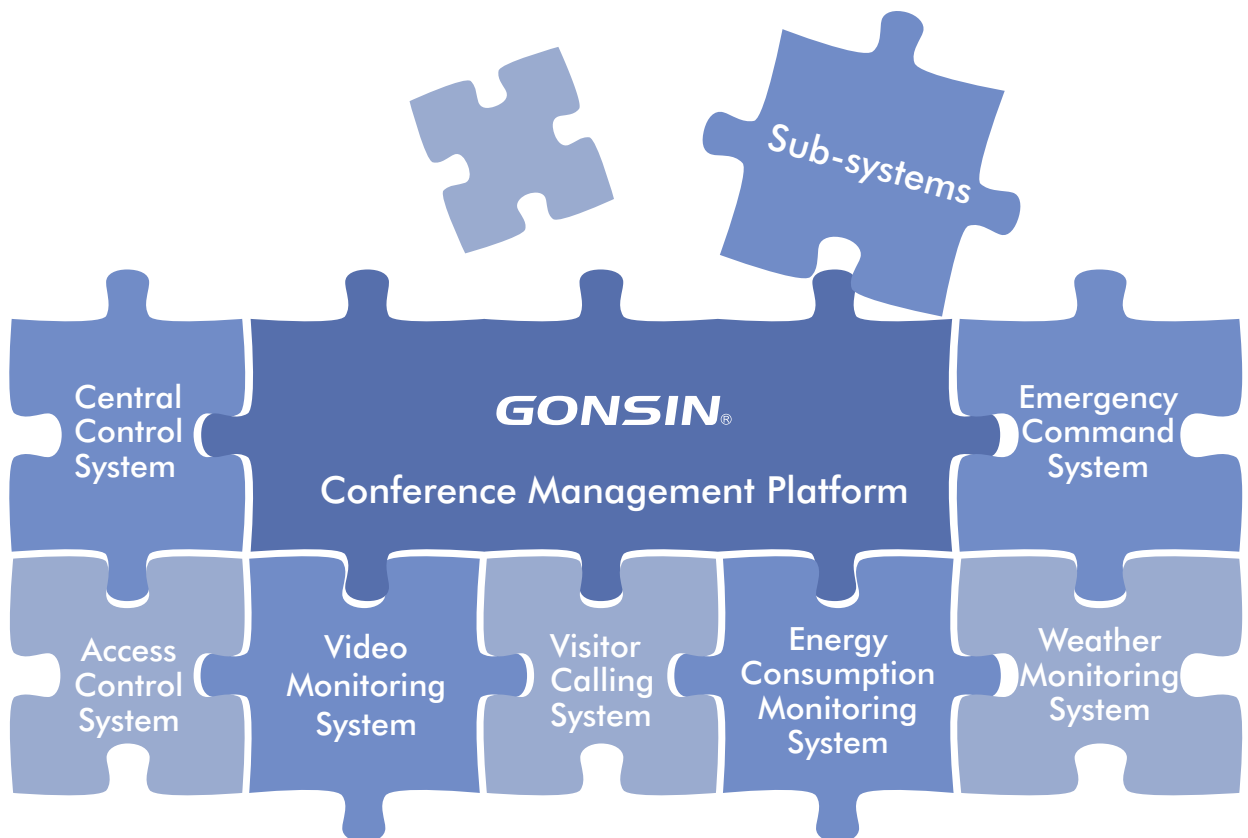 Sub-systems
Central
Control
System
GONSIN®
Conference Management Platform
Emergency
Command
System
Access
Control
System
Video
Monitoring
System
Visitor
Calling
System
Energy
Consumption
Monitoring
System
Weather
Monitoring
System